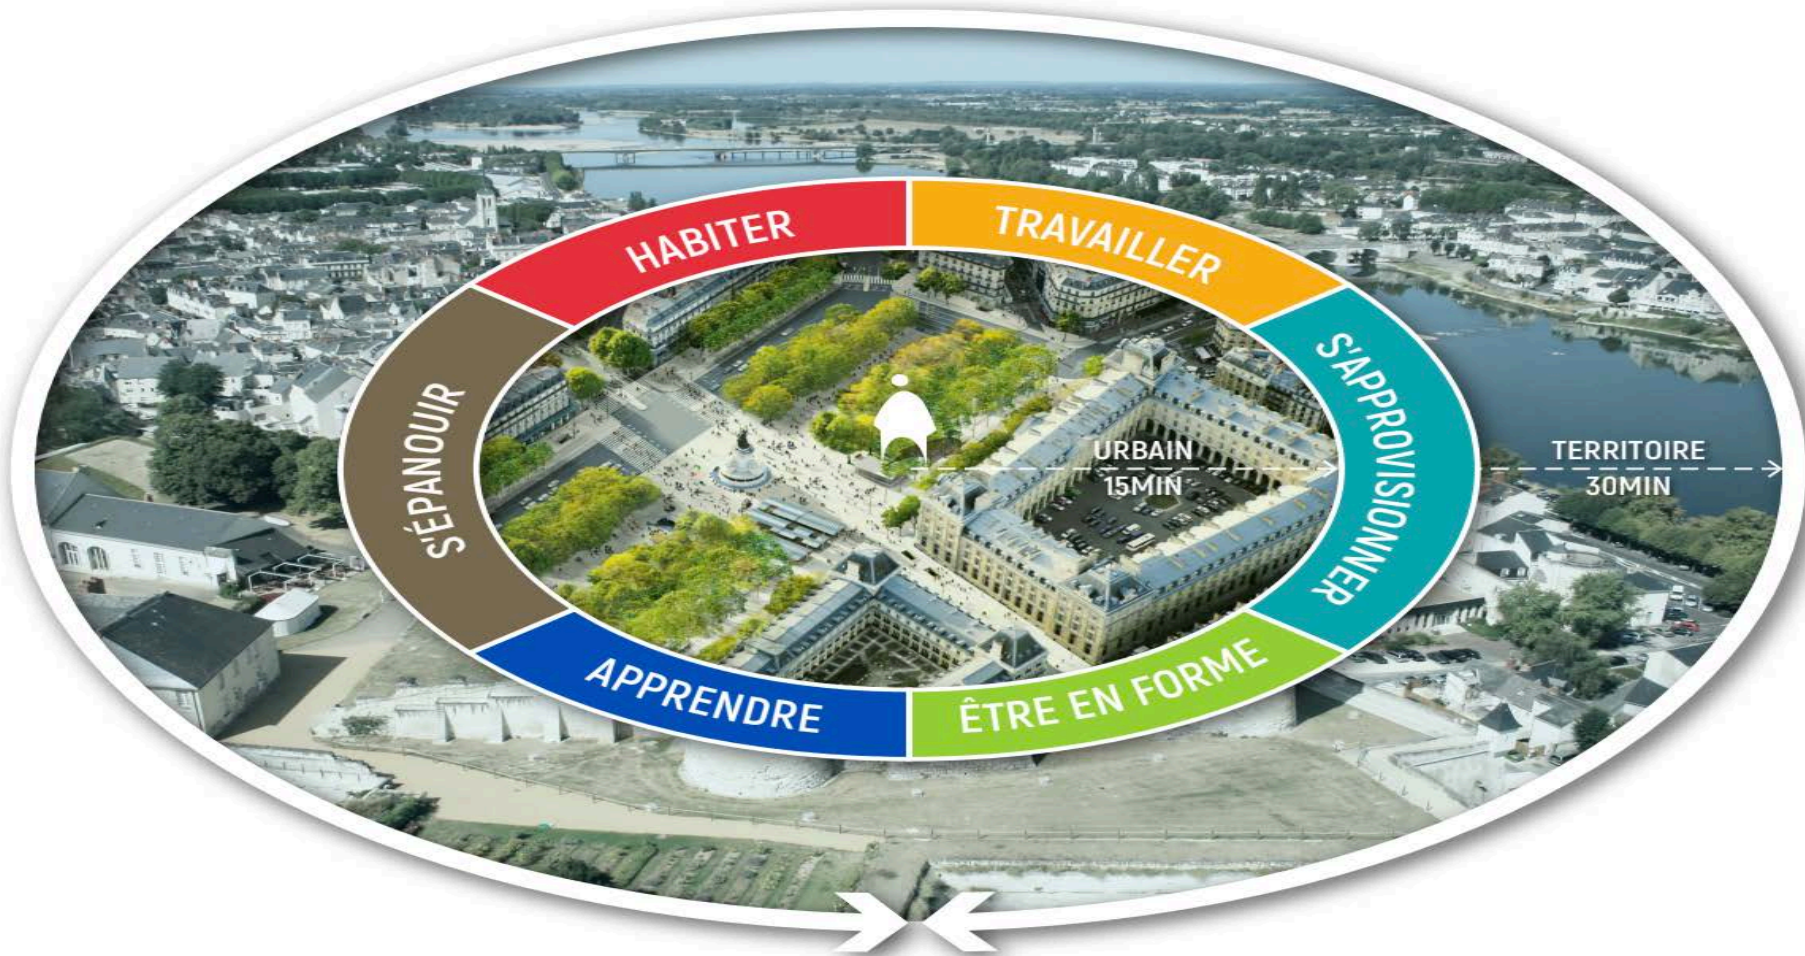 HABITER
TRAVAILLER
S'APPROVISIONNER
ÊTRE EN FORME
APPRENDRE
S'ÉPANOUIR
URBAIN
15MIN
TERRITOIRE
30MIN